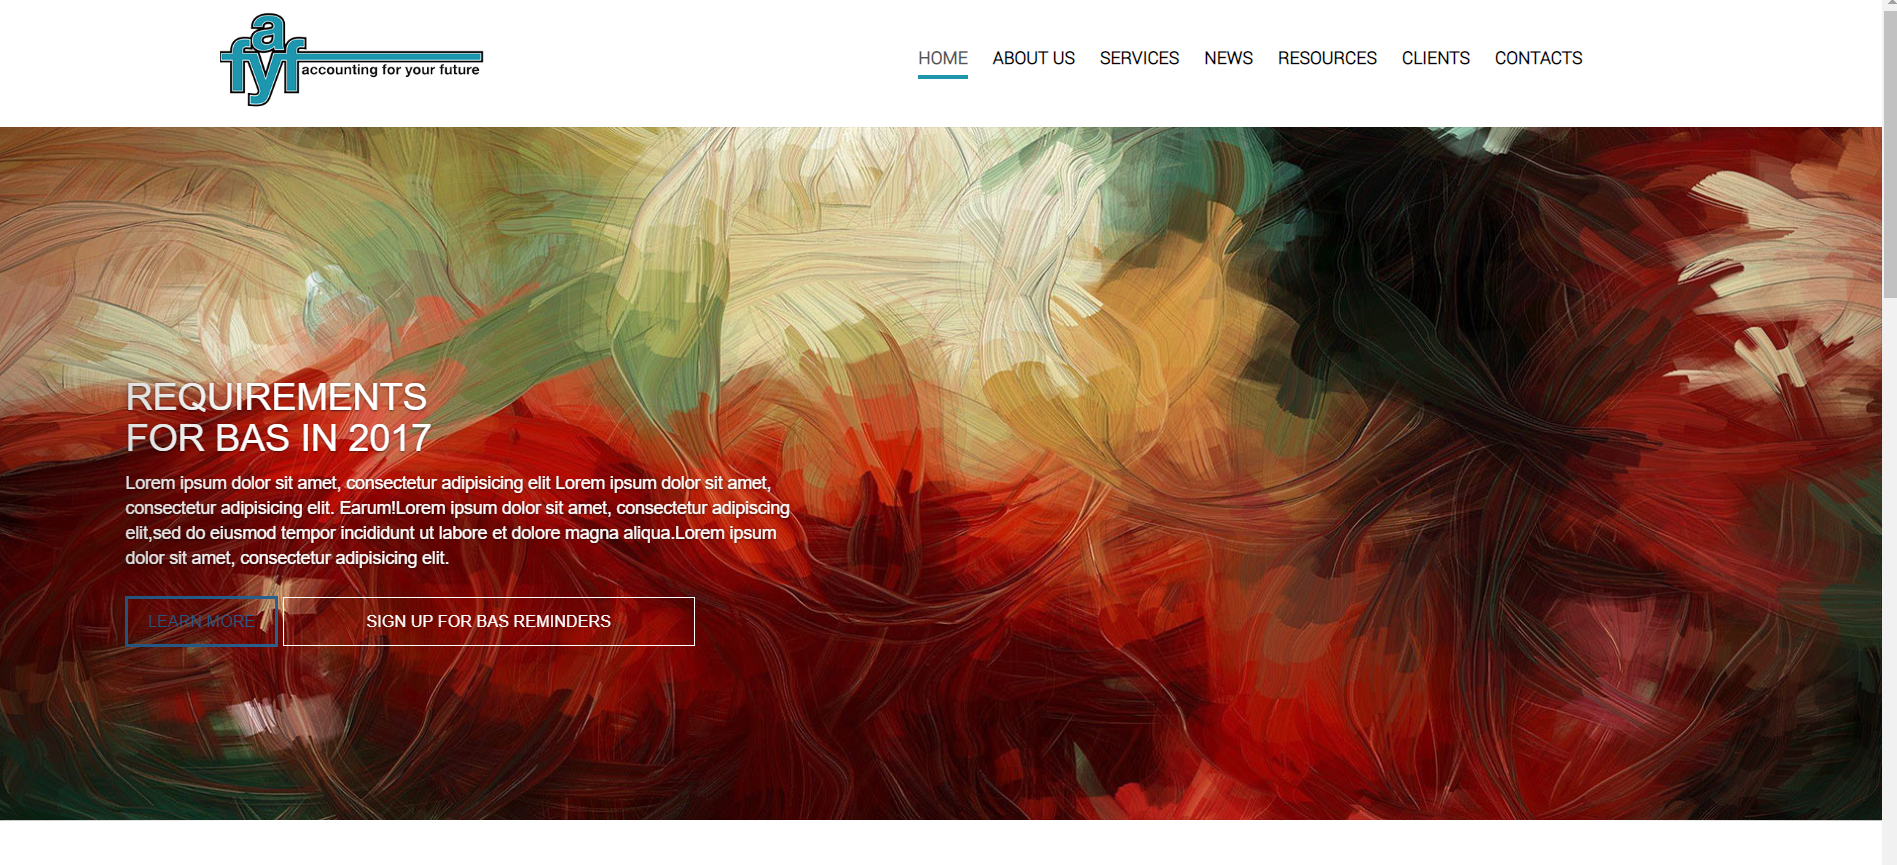 afyf
accounting for your future
HOME ABOUT US SERVICES NEWS RESOURCES CLIENTS CONTACTS
REQUIREMENTS
FOR BAS IN 2017
Lorem ipsum dolor sit amet, consectetur adipisicing elit Lorem ipsum dolor sit amet,
consectetur adipisicing elit. Earum!Lorem ipsum dolor sit amet, consectetur adipiscing
elit,sed do eiusmod tempor incididunt ut labore et dolore magna aliqua.Lorem ipsum
dolor sit amet, consectetur adipisicing elit.
LEARN MORE SIGN UP FOR BAS REMINDERS